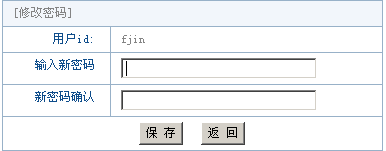 [修改密码]
用户id: fjin
输入新密码
新密码确认
保 存 返 回